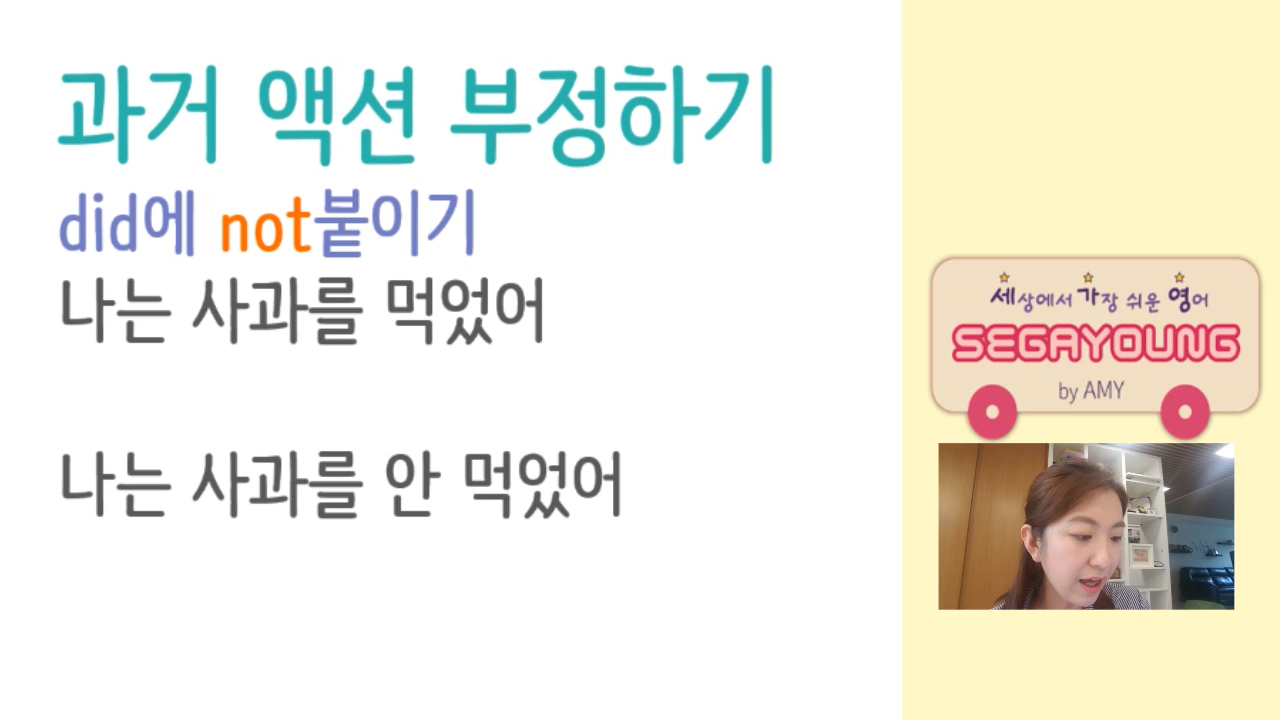 과거 액션 부정하기
did에 not붙이기
나는 사과를 먹었어
나는 사과를 안 먹었어
세상에서 가장 쉬운 영어
SEGAYOUNG
by AMY